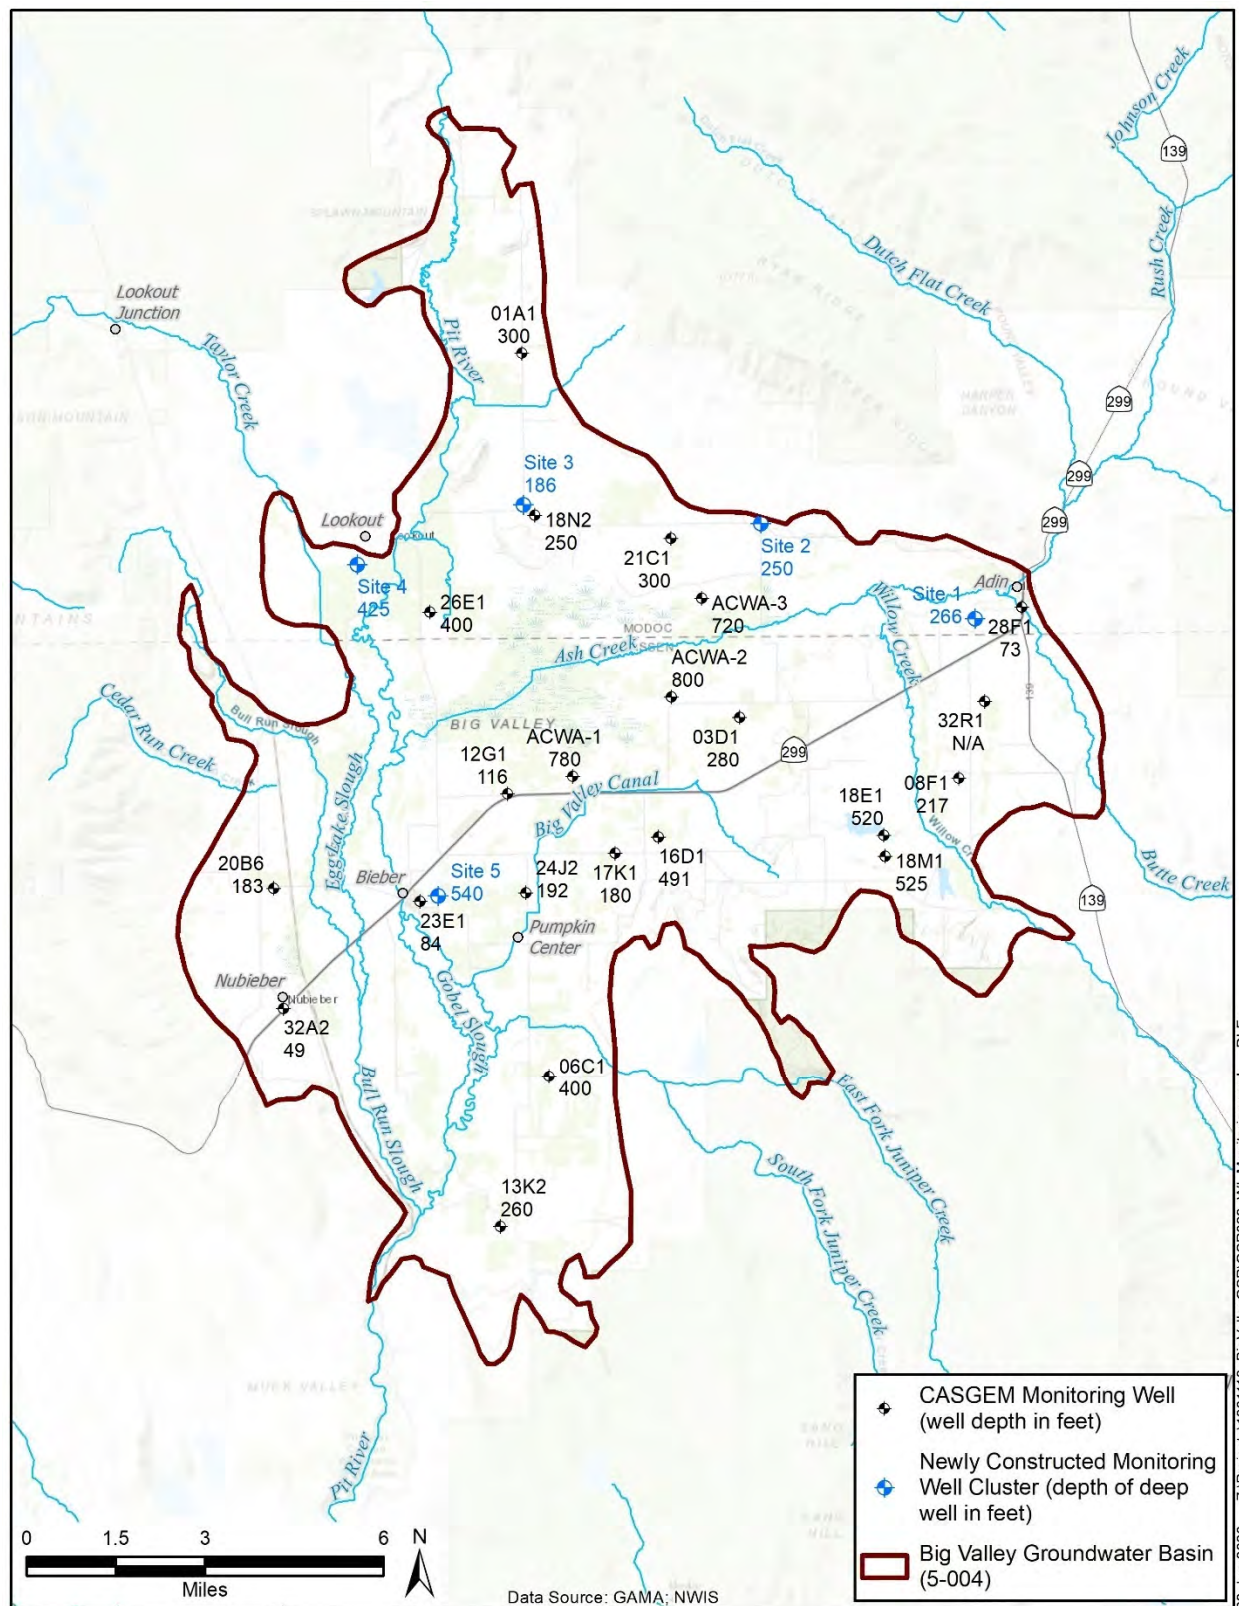 Johnson Creek
139
Dutch Flat Creek
Rush Creek
Lookout
Junction
01A1
300
Pit River
Taylor Creek
299
HARPER
CANYON
299
Site 3
186
18N2
250
Lookout
299
21C1
300
Site 2
250
Adin
Site 4
425
26E1
400
ACWA-3
720
Willow Creek
Site 1
266
28F1
73
MODOC
Ash Creek
ACWA-2
800
Cedar Run Creek
Bull Run Slough
BIG VALLEY
03D1
280
299
32R1
N/A
139
12G1
116
ACWA-1
780
Big Valley Canal
08F1
217
Egg Lake Slough
18E1
520
18M1
525
16D1
491
17K1
180
20B6
183
Bieber
Site 5
540
24J2
192
23E1
84
Pumpkin
Center
Butte Creek
139
Nubieber
Nubieber
32A2
49
Gobel Slough
06C1
400
Bull Run Slough
East Fork Juniper Creek
South Fork Juniper Creek
13K2
260
MUCK VALLEY
Pit River
CASGEM Monitoring Well
(well depth in feet)
Newly Constructed Monitoring
Well Cluster (depth of deep
well in feet)
Big Valley Groundwater Basin
(5-004)
0 1.5 3 6
Miles
N
Data Source: GAMA; NWIS